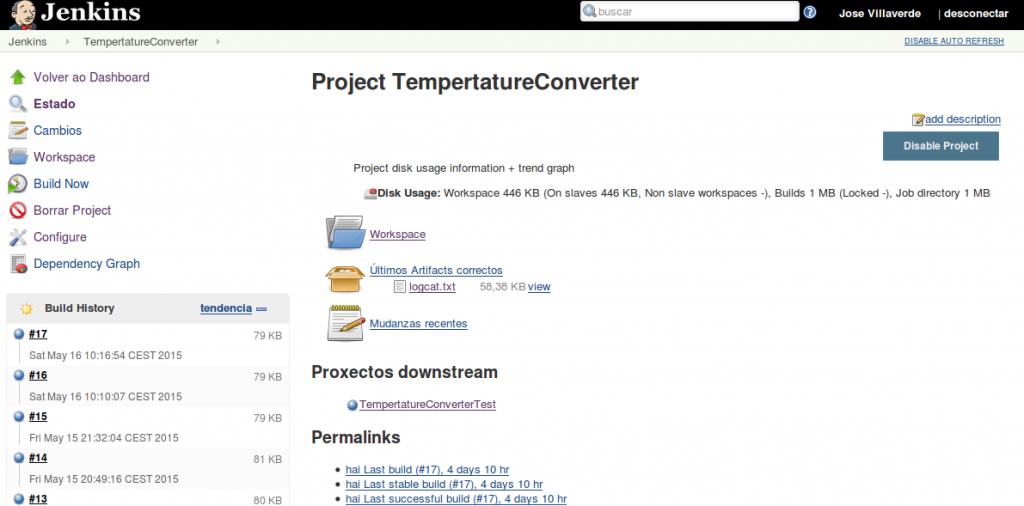 Jenkins
buscar
Jose Villaverde
| desconectar
Jenkins
TempertatureConverter
DISABLE AUTO REFRESH
Volver ao Dashboard
Estado
Cambios
Workspace
Build Now
Borrar Project
Configure
Dependency Graph
Build History tendencia
#17 79 KB
Sat May 16 10:16:54 CEST 2015
#16 79 KB
Sat May 16 10:10:07 CEST 2015
#15 79 KB
Fri May 15 21:32:04 CEST 2015
#14 81 KB
Fri May 15 20:49:16 CEST 2015
#13 80 KB
Project TempertatureConverter
add description
Disable Project
Project disk usage information + trend graph
Disk Usage: Workspace 446 KB (On slaves 446 KB, Non slave workspaces -), Builds 1 MB (Locked -), Job directory 1 MB
Workspace
Últimos Artifacts correctos
logcat.txt 58,38 KB view
Mudanzas recentes
Proxectos downstream
TempertatureConverterTest
Permalinks
hai Last build (#17), 4 days 10 hr
hai Last stable build (#17), 4 days 10 hr
hai Last successful build (#17), 4 days 10 hr